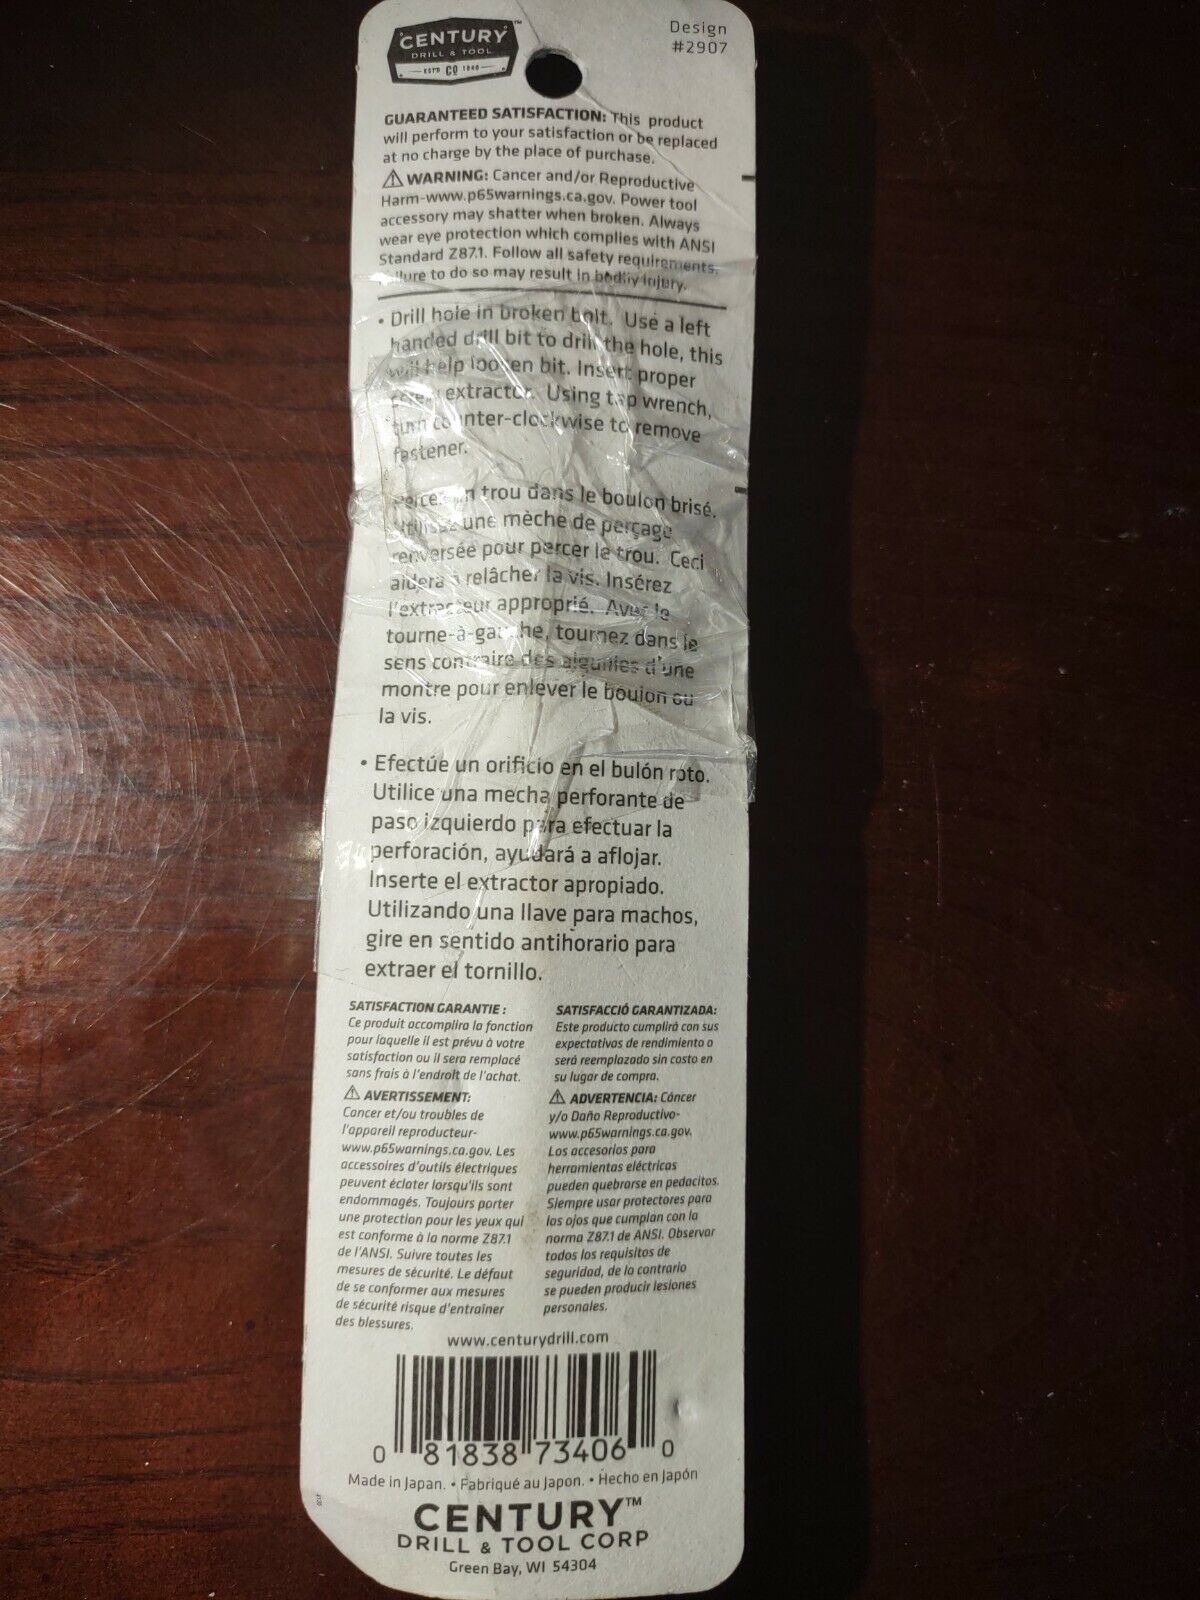 CENTURY™
DRILL & TOOL
ESTD CO 1940
Design
#2907
GUARANTEED SATISFACTION: This product
will perform to your satisfaction or be replaced
at no charge by the place of purchase.
⚠ WARNING: Cancer and/or Reproductive
Harm-www.p65warnings.ca.gov. Power tool
accessory may shatter when broken. Always
wear eye protection which complies with ANSI
Standard Z87.1. Follow all safety requirements.
Failure to do so may result in bodily injury.
• Drill hole in broken bolt. Use a left
handed drill bit to drill the hole, this
will help loosen bit. Insert proper
screw extractor. Using tap wrench,
turn counter-clockwise to remove
fastener.
Percez un trou dans le boulon brisé.
Utilisez une mèche de perçage
renversée pour percer le trou. Ceci
aidera à relâcher la vis. Insérez
l'extracteur approprié. Avec le
tourne-à-gauche, tournez dans le
sens contraire des aiguilles d'une
montre pour enlever le boulon ou
la vis.
• Efectúe un orificio en el bulón roto.
Utilice una mecha perforante de
paso izquierdo para efectuar la
perforación, ayudará a aflojar.
Inserte el extractor apropiado.
Utilizando una llave para machos,
gire en sentido antihorario para
extraer el tornillo.
SATISFACTION GARANTIE :
Ce produit accomplira la fonction
pour laquelle il est prévu à votre
satisfaction ou il sera remplacé
sans frais à l'endroit de l'achat.
⚠ AVERTISSEMENT:
Cancer et/ou troubles de
l'appareil reproducteur-
www.p65warnings.ca.gov. Les
accessoires d'outils électriques
peuvent éclater lorsqu'ils sont
endommagés. Toujours porter
une protection pour les yeux qui
est conforme à la norme Z87.1
de l'ANSI. Suivre toutes les
mesures de sécurité. Le défaut
de se conformer aux mesures
de sécurité risque d'entraîner
des blessures.
SATISFACCIÓ GARANTIZADA:
Este producto cumplirá con sus
expectativas de rendimiento o
será reemplazado sin costo en
su lugar de compra.
⚠ ADVERTENCIA: Cáncer
y/o Daño Reproductivo-
www.p65warnings.ca.gov.
Los accesorios para
herramientas eléctricas
pueden quebrarse en pedacitos.
Siempre usar protectores para
los ojos que cumplan con la
norma Z87.1 de ANSI. Observar
todos los requisitos de
seguridad, de lo contrario
se pueden producir lesiones
personales.
www.centurydrill.com
0 81838 73406 0
Made in Japan. • Fabriqué au Japon. • Hecho en Japón
CENTURY™
DRILL & TOOL CORP
Green Bay, WI 54304